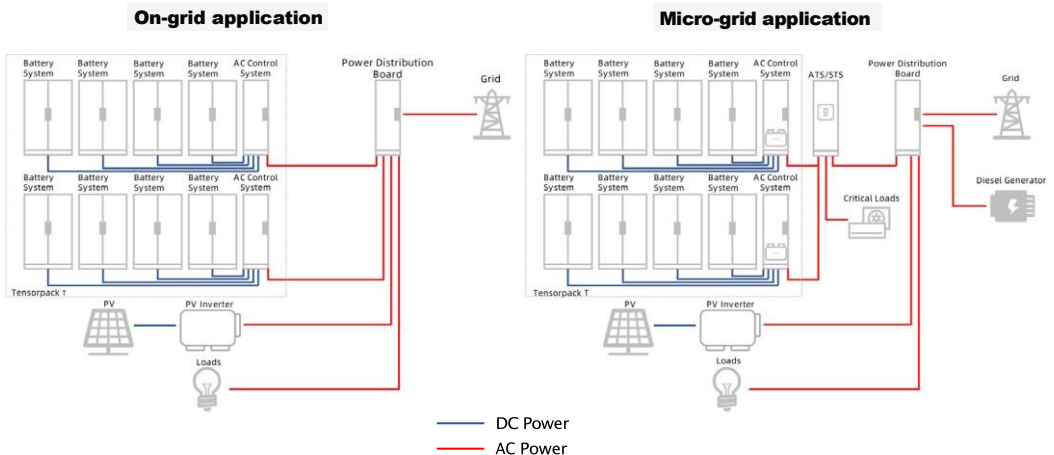 On-grid application
Micro-grid application
Battery System
Battery System
Battery System
Battery System
AC Control System
Power Distribution Board
Grid
Battery System
Battery System
Battery System
Battery System
AC Control System
Tensorpack T
PV
PV Inverter
Loads
Battery System
Battery System
Battery System
Battery System
AC Control System
ATS/STS
Power Distribution Board
Grid
Diesel Generator
Critical Loads
Battery System
Battery System
Battery System
Battery System
AC Control System
Tensorpack T
PV
PV Inverter
Loads
DC Power
AC Power